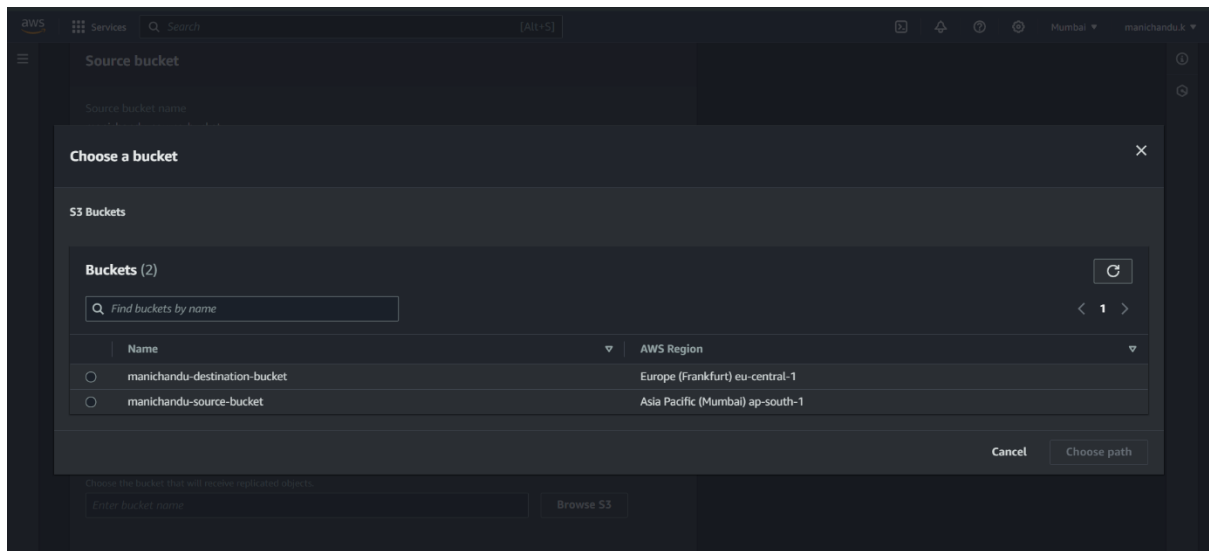 aws Services Search [Alt+S] Mumbai manichandu.k
Source bucket
Source bucket name
Choose a bucket
S3 Buckets
Buckets (2)
Find buckets by name
1
Name AWS Region
manichandu-destination-bucket Europe (Frankfurt) eu-central-1
manichandu-source-bucket Asia Pacific (Mumbai) ap-south-1
Cancel Choose path
Choose the bucket that will receive replicated objects.
Enter bucket name Browse S3